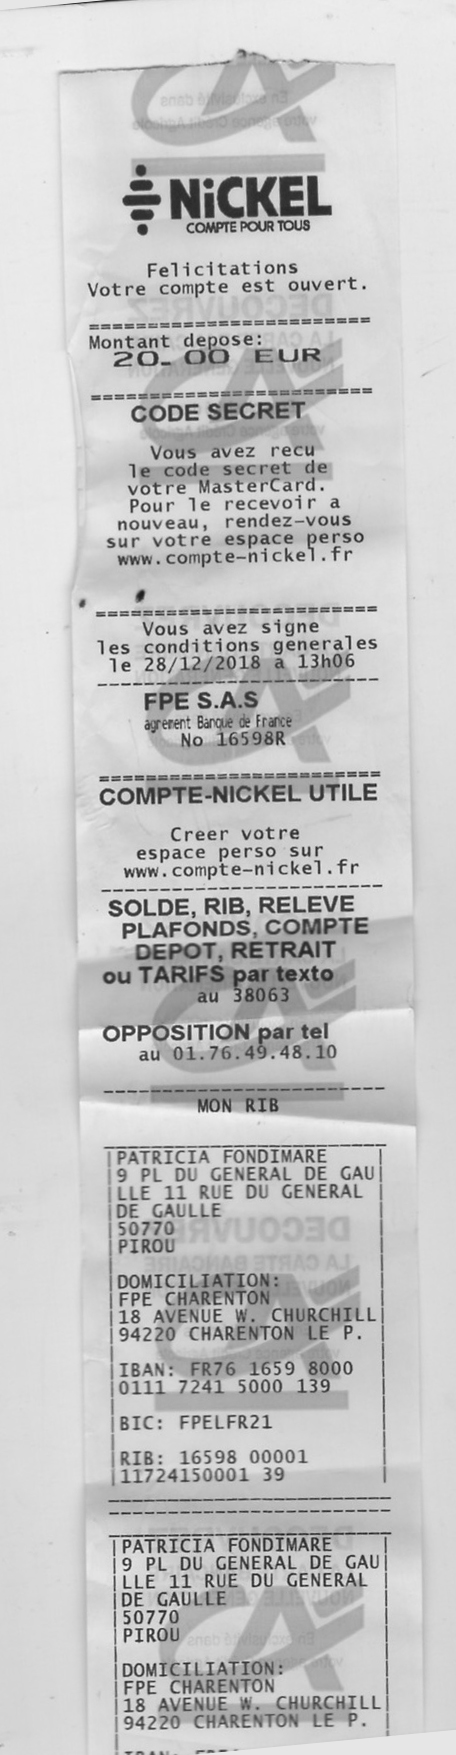 NiCKEL
COMPTE POUR TOUS
Felicitations
Votre compte est ouvert.
========================
Montant depose:
20.00 EUR
========================
CODE SECRET
Vous avez recu
le code secret de
votre MasterCard.
Pour le recevoir a
nouveau, rendez-vous
sur votre espace perso
www.compte-nickel.fr
========================
Vous avez signe
les conditions generales
le 28/12/2018 a 13h06
------------------------
FPE S.A.S
agrement Banque de France
No 16598R
========================
COMPTE-NICKEL UTILE
Creer votre
espace perso sur
www.compte-nickel.fr
------------------------
SOLDE, RIB, RELEVE
PLAFONDS, COMPTE
DEPOT, RETRAIT
ou TARIFS par texto
au 38063
OPPOSITION par tel
au 01.76.49.48.10
------------------------
MON RIB
PATRICIA FONDIMARE
9 PL DU GENERAL DE GAU
LLE 11 RUE DU GENERAL
DE GAULLE
50770
PIROU
DOMICILIATION:
FPE CHARENTON
18 AVENUE W. CHURCHILL
94220 CHARENTON LE P.
IBAN: FR76 1659 8000
0111 7241 5000 139
BIC: FPELFR21
RIB: 16598 00001
11724150001 39
------------------------
------------------------
PATRICIA FONDIMARE
9 PL DU GENERAL DE GAU
LLE 11 RUE DU GENERAL
DE GAULLE
50770
PIROU
DOMICILIATION:
FPE CHARENTON
18 AVENUE W. CHURCHILL
94220 CHARENTON LE P.